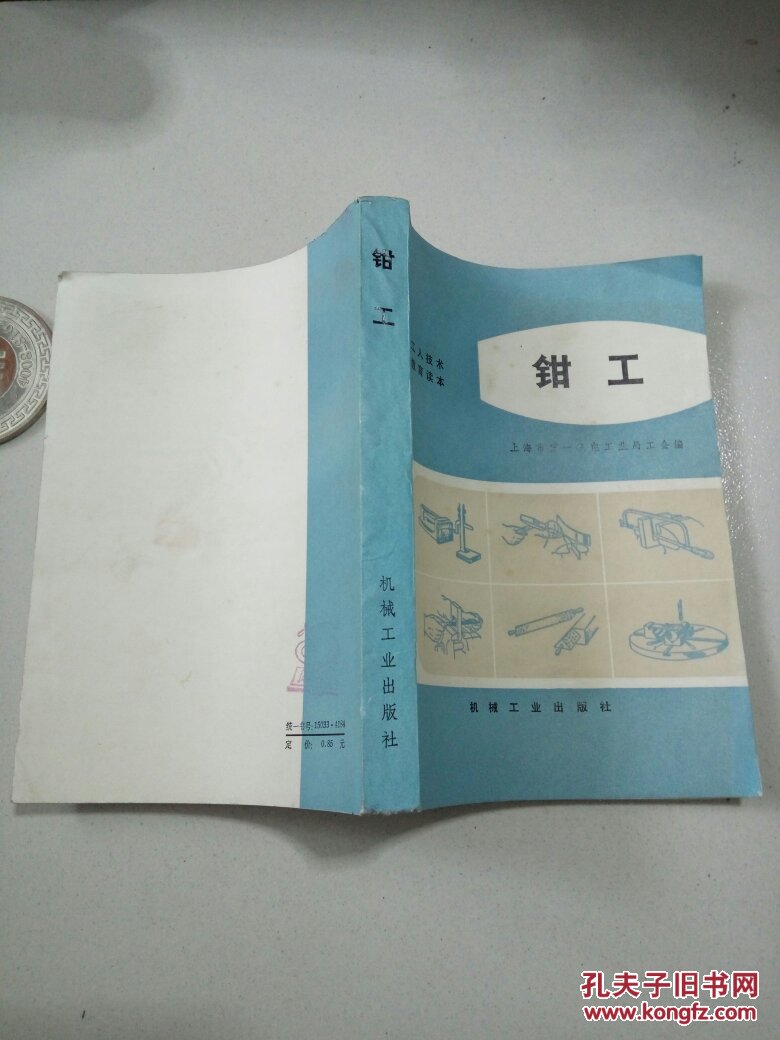 钳工
工人技术
教育读本
钳工
上海市第一机电工业局工会编
机械工业出版社
机械工业出版社
统一书号:15033·4194
定价: 0.85 元
孔夫子旧书网
www.kongfz.com